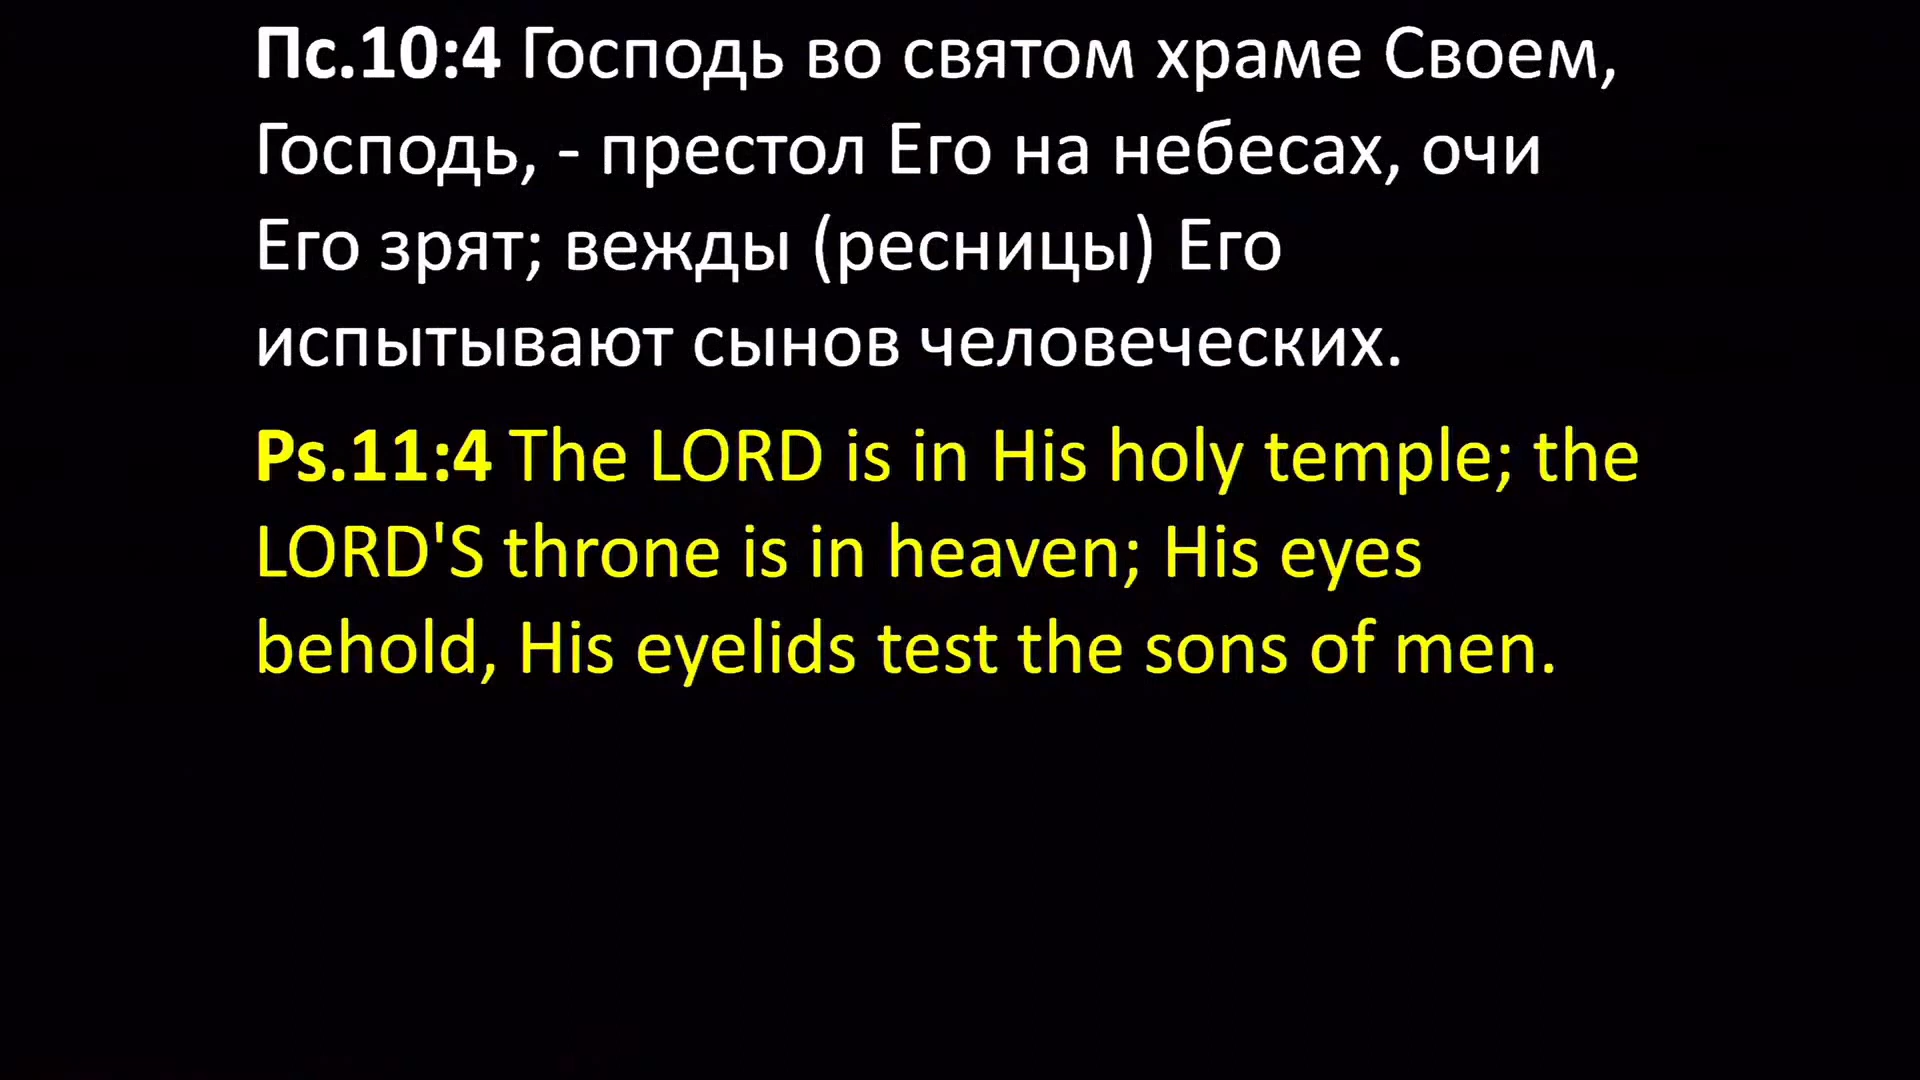 Пс.10:4 Господь во святом храме Своем,
Господь, - престол Его на небесах, очи
Его зрят; вежды (ресницы) Его
испытывают сынов человеческих.
Ps.11:4 The LORD is in His holy temple; the
LORD'S throne is in heaven; His eyes
behold, His eyelids test the sons of men.